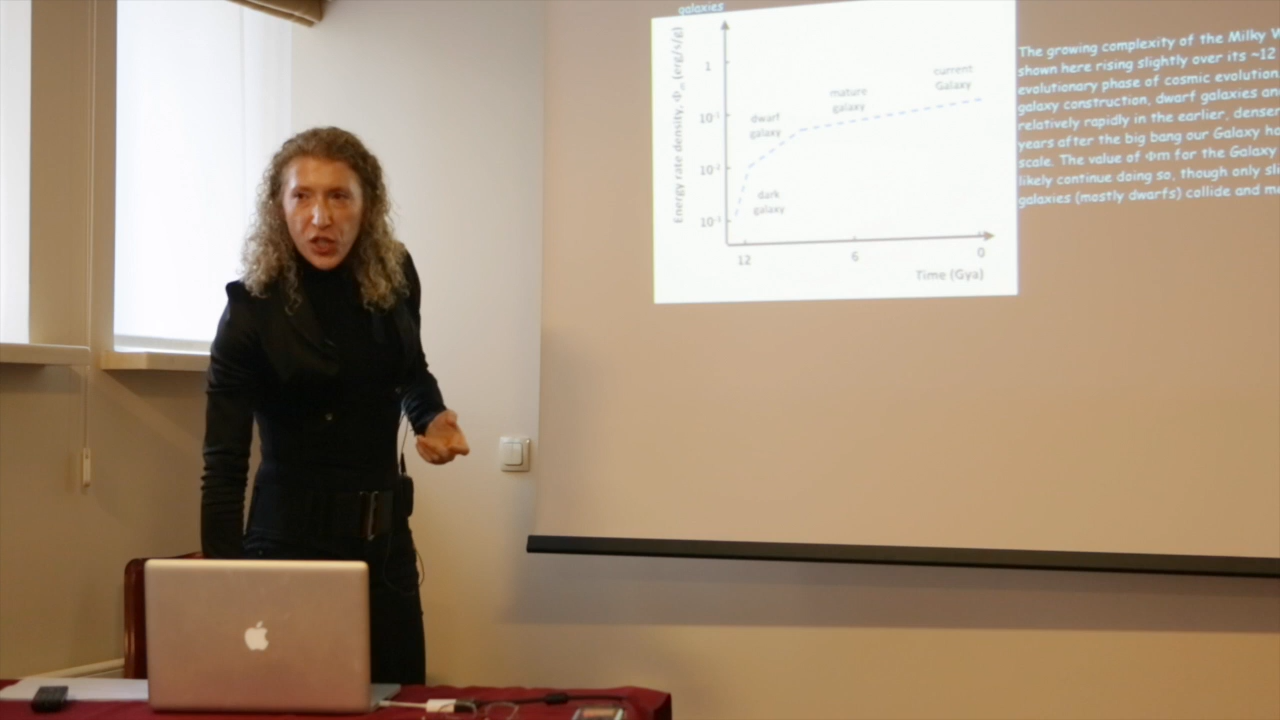 galaxies
Energy rate density, Φm (erg/s/g)
1
10-1
10-2
10-3
dwarf
galaxy
mature
galaxy
current
Galaxy
dark
galaxy
12
6
0
Time (Gya)
The growing complexity of the Milky
shown here rising slightly over its ~12
evolutionary phase of cosmic evolution.
galaxy construction, dwarf galaxies
relatively rapidly in the earlier, denser
years after the big bang our Galaxy
scale. The value of Φm for the Galaxy
likely continue doing so, though only
galaxies (mostly dwarfs) collide and